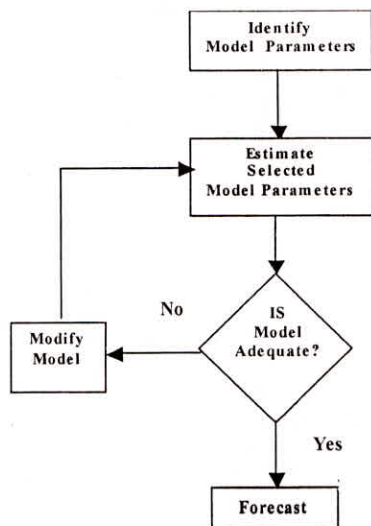 Identify
Model Parameters
Estimate
Selected
Model Parameters
IS
Model
Adequate?
No
Modify
Model
Yes
Forecast